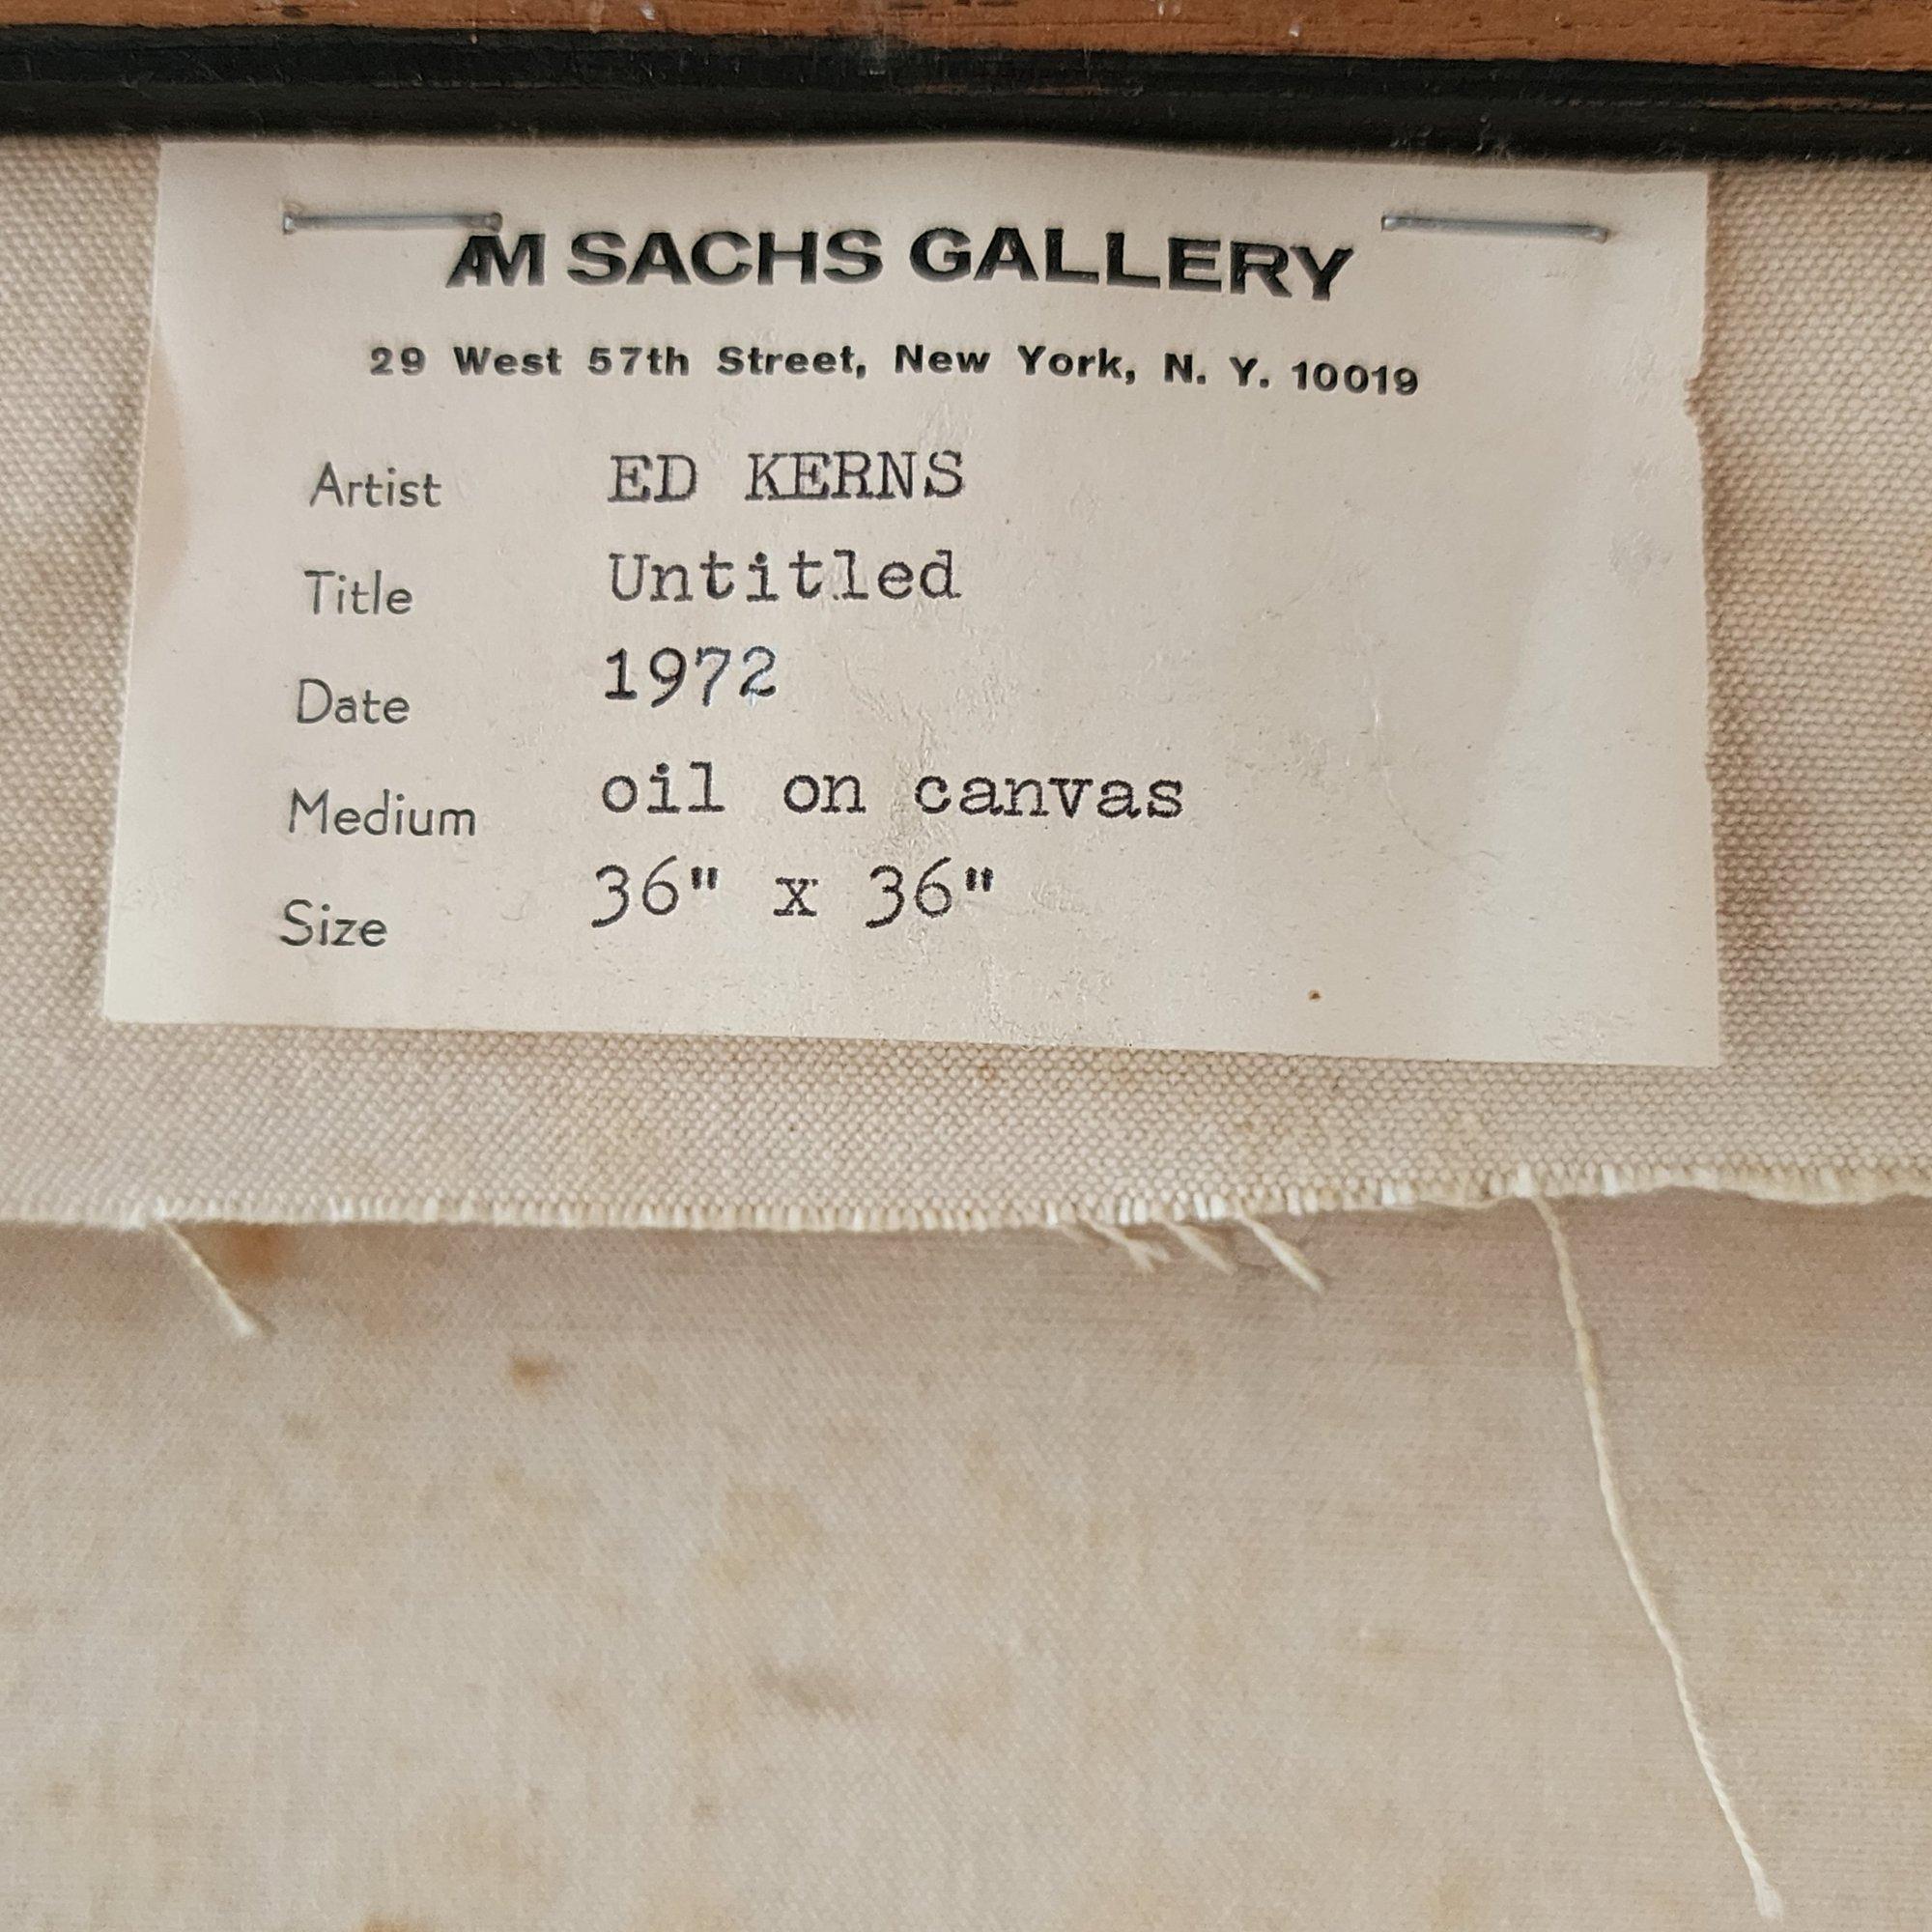 AM SACHS GALLERY
29 West 57th Street, New York, N. Y. 10019
Artist ED KERNS
Title Untitled
Date 1972
Medium oil on canvas
Size 36" x 36"